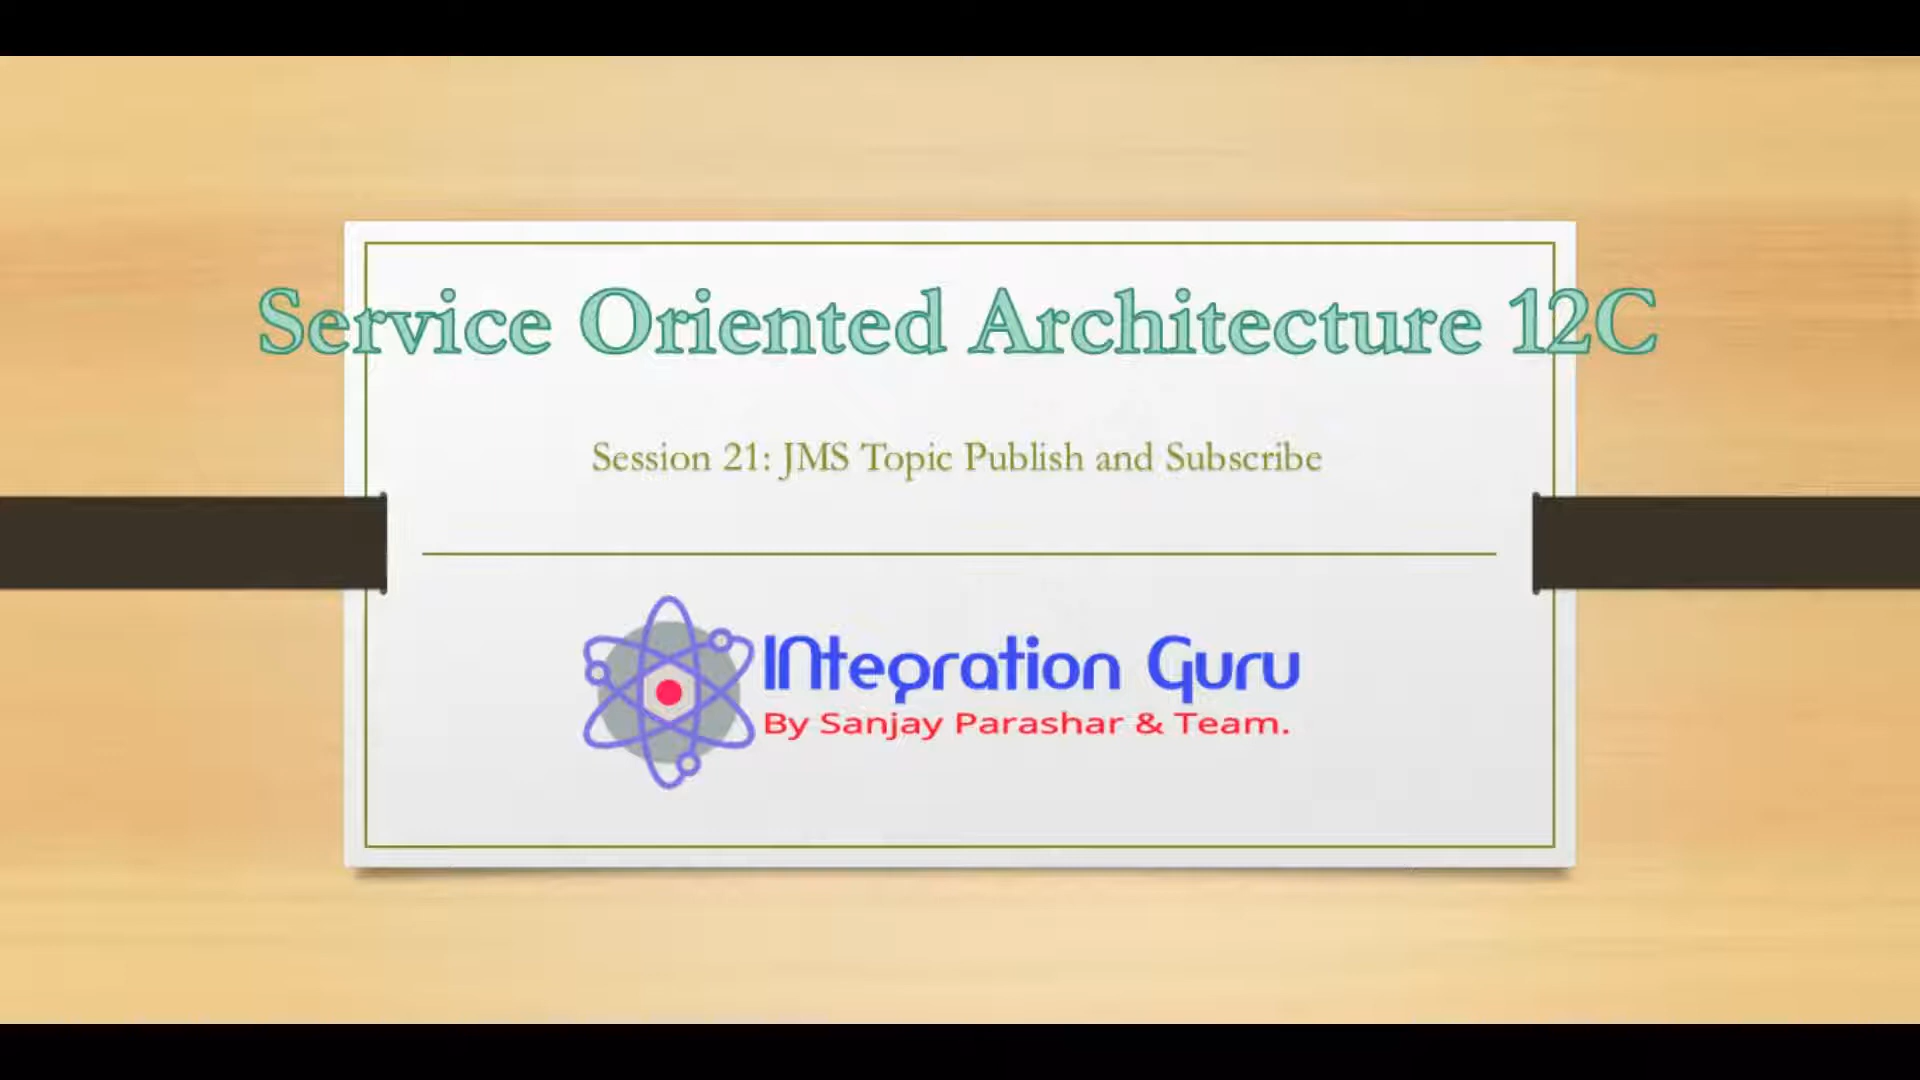 Service Oriented Architecture 12C
Session 21: JMS Topic Publish and Subscribe
INtegration Guru
By Sanjay Parashar & Team.